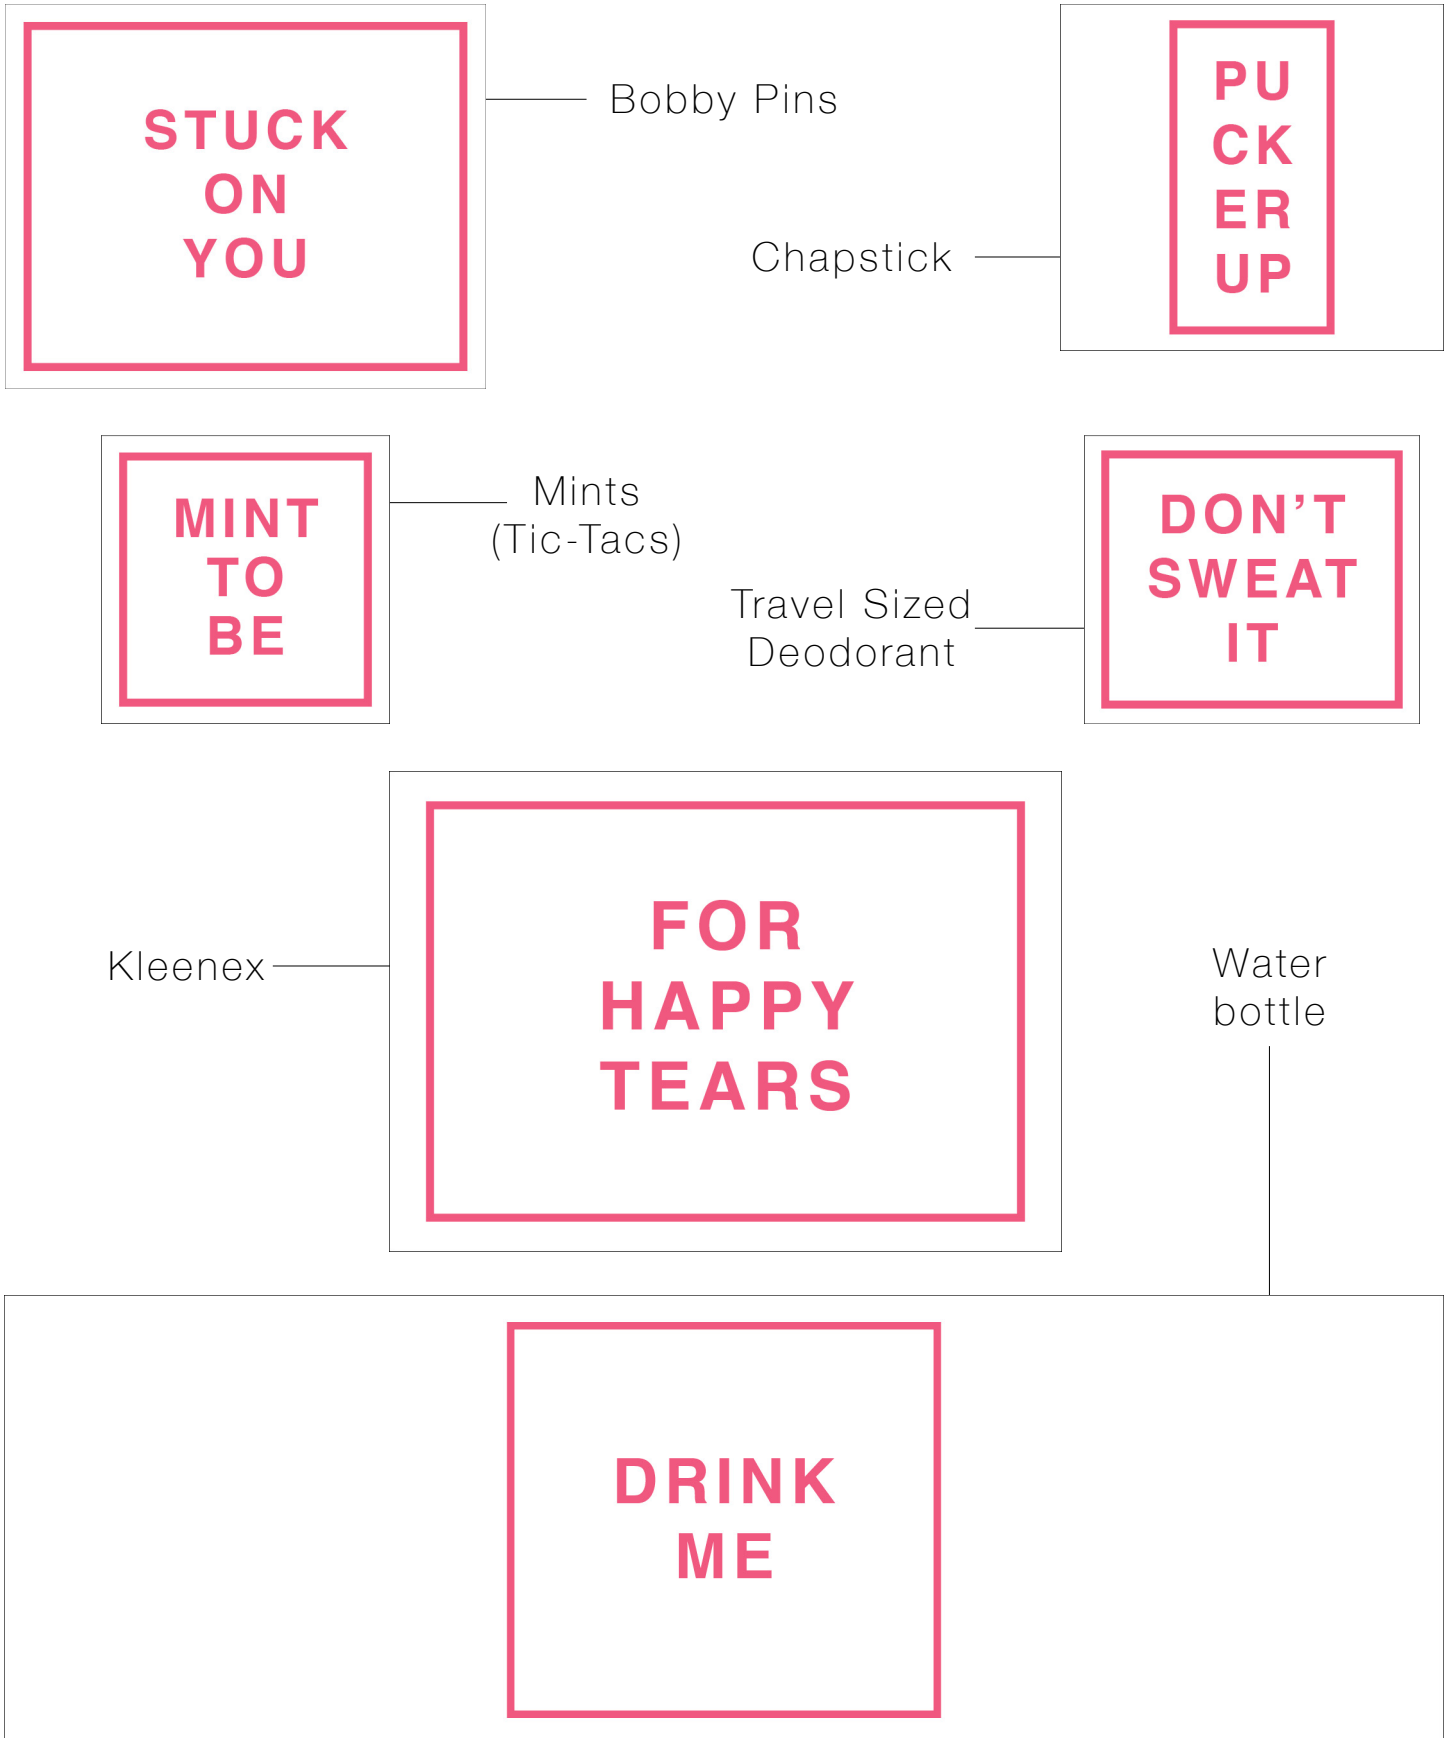 STUCK
ON
YOU
Bobby Pins
PU
CK
ER
UP
Chapstick
MINT
TO
BE
Mints
(Tic-Tacs)
DON'T
SWEAT
IT
Travel Sized
Deodorant
FOR
HAPPY
TEARS
Kleenex
Water
bottle
DRINK
ME